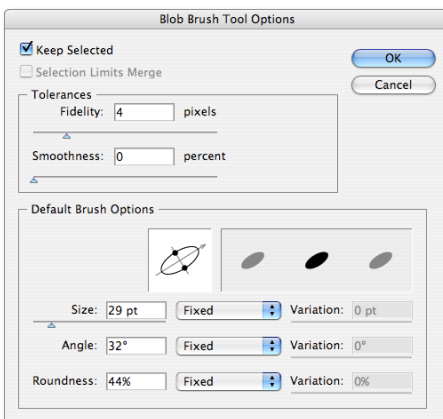 Blob Brush Tool Options
Keep Selected
OK
Selection Limits Merge
Cancel
Tolerances
Fidelity: 4 pixels
Smoothness: 0 percent
Default Brush Options
Size: 29 pt Fixed Variation: 0 pt
Angle: 32° Fixed Variation: 0°
Roundness: 44% Fixed Variation: 0%